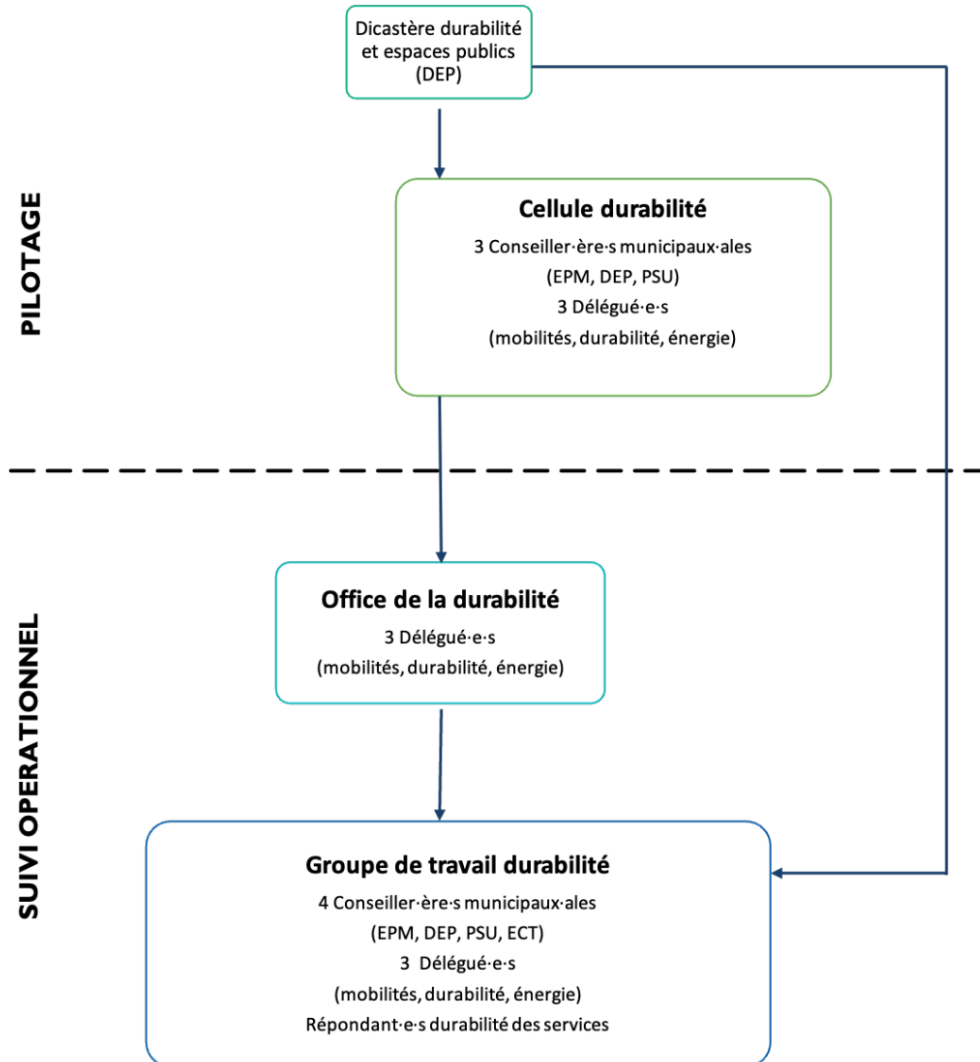 Dicastère durabilité
et espaces publics
(DEP)
PILOTAGE
Cellule durabilité
3 Conseiller·ère·s municipaux·ales
(EPM, DEP, PSU)
3 Délégué·e·s
(mobilités, durabilité, énergie)
SUIVI OPERATIONNEL
Office de la durabilité
3 Délégué·e·s
(mobilités, durabilité, énergie)
Groupe de travail durabilité
4 Conseiller·ère·s municipaux·ales
(EPM, DEP, PSU, ECT)
3 Délégué·e·s
(mobilités, durabilité, énergie)
Répondant·e·s durabilité des services